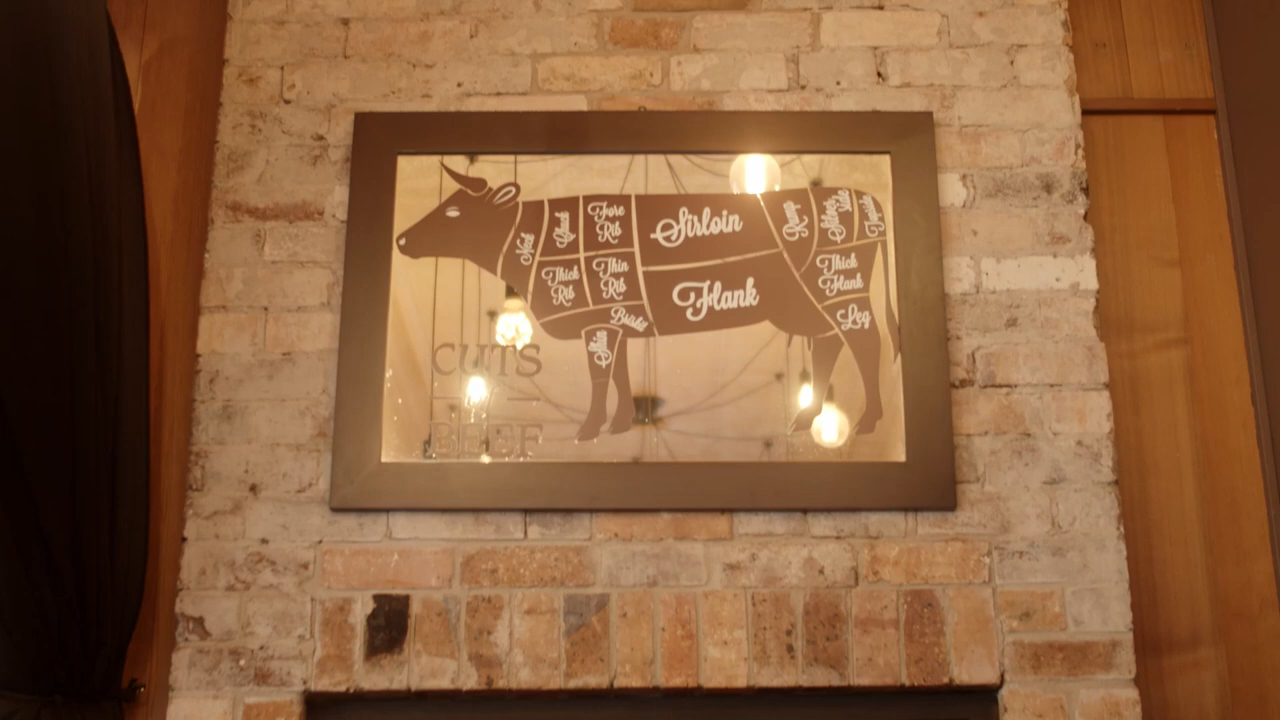 Neck
Chuck
Fore
Rib
Sirloin
Rump
Silver
Side
Topside
Thick
Rib
Thin
Rib
Flank
Thick
Flank
Brisket
Leg
Shin
CUTS
BEEF